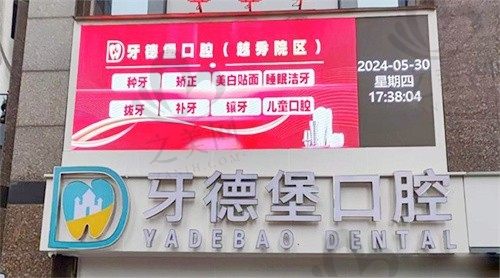 牙德堡口腔(越秀院区)
种牙 矫正 美白贴面 睡眠洁牙
拨牙 补牙 镶牙 儿童口腔
2024-05-30
星期四
17:38:04
牙德堡口腔
YADEBAO DENTAL